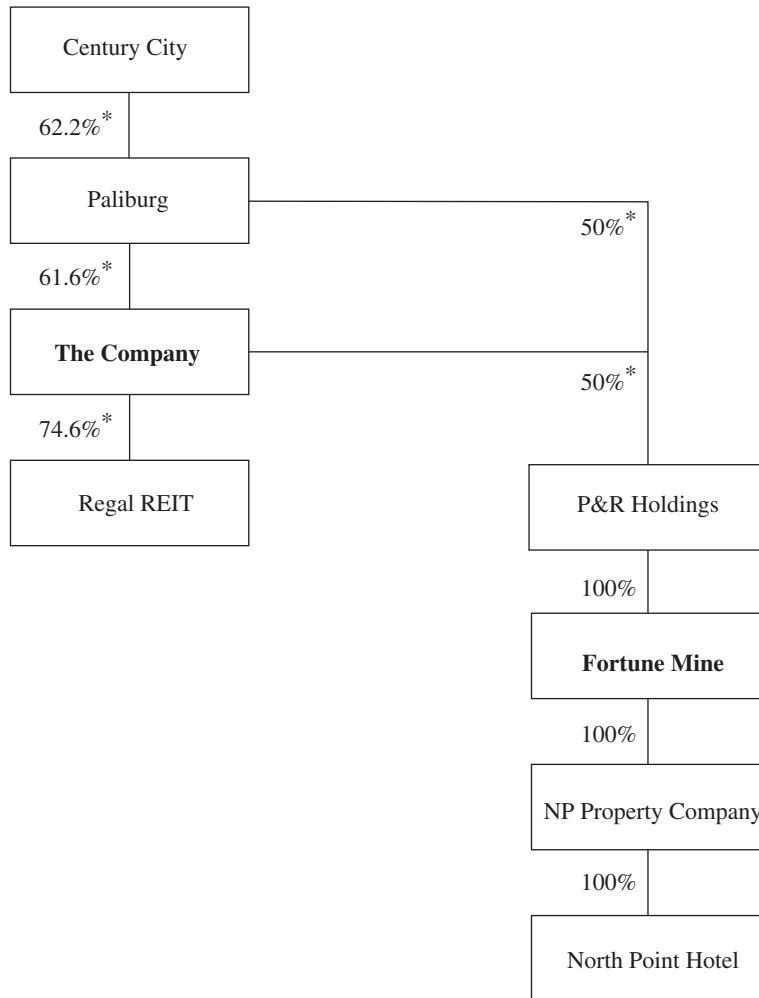 Century City
62.2%*
Paliburg
50%*
61.6%*
The Company
50%*
74.6%*
Regal REIT
P&R Holdings
100%
Fortune Mine
100%
NP Property Company
100%
North Point Hotel